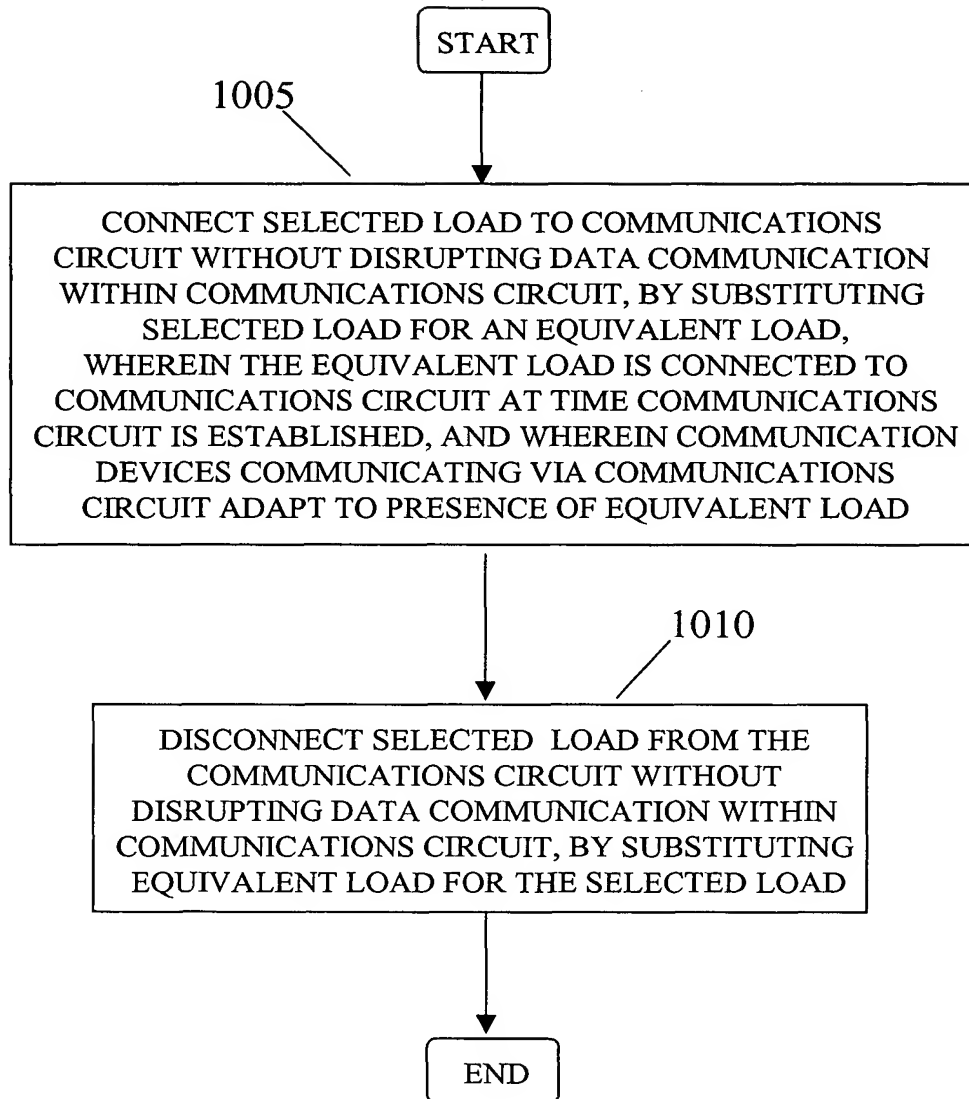 START
1005
CONNECT SELECTED LOAD TO COMMUNICATIONS
CIRCUIT WITHOUT DISRUPTING DATA COMMUNICATION
WITHIN COMMUNICATIONS CIRCUIT, BY SUBSTITUTING
SELECTED LOAD FOR AN EQUIVALENT LOAD,
WHEREIN THE EQUIVALENT LOAD IS CONNECTED TO
COMMUNICATIONS CIRCUIT AT TIME COMMUNICATIONS
CIRCUIT IS ESTABLISHED, AND WHEREIN COMMUNICATION
DEVICES COMMUNICATING VIA COMMUNICATIONS
CIRCUIT ADAPT TO PRESENCE OF EQUIVALENT LOAD
1010
DISCONNECT SELECTED LOAD FROM THE
COMMUNICATIONS CIRCUIT WITHOUT
DISRUPTING DATA COMMUNICATION WITHIN
COMMUNICATIONS CIRCUIT, BY SUBSTITUTING
EQUIVALENT LOAD FOR THE SELECTED LOAD
END